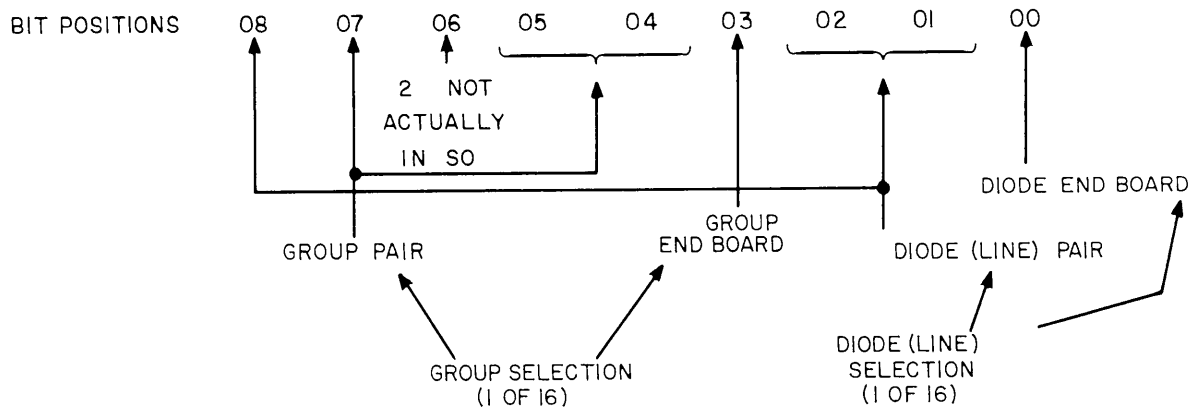 BIT POSITIONS 08 07 06 05 04 03 02 01 00
2 NOT
ACTUALLY
IN SO
DIODE END BOARD
GROUP PAIR
GROUP
END BOARD
DIODE (LINE) PAIR
GROUP SELECTION
(1 OF 16)
DIODE (LINE)
SELECTION
(1 OF 16)